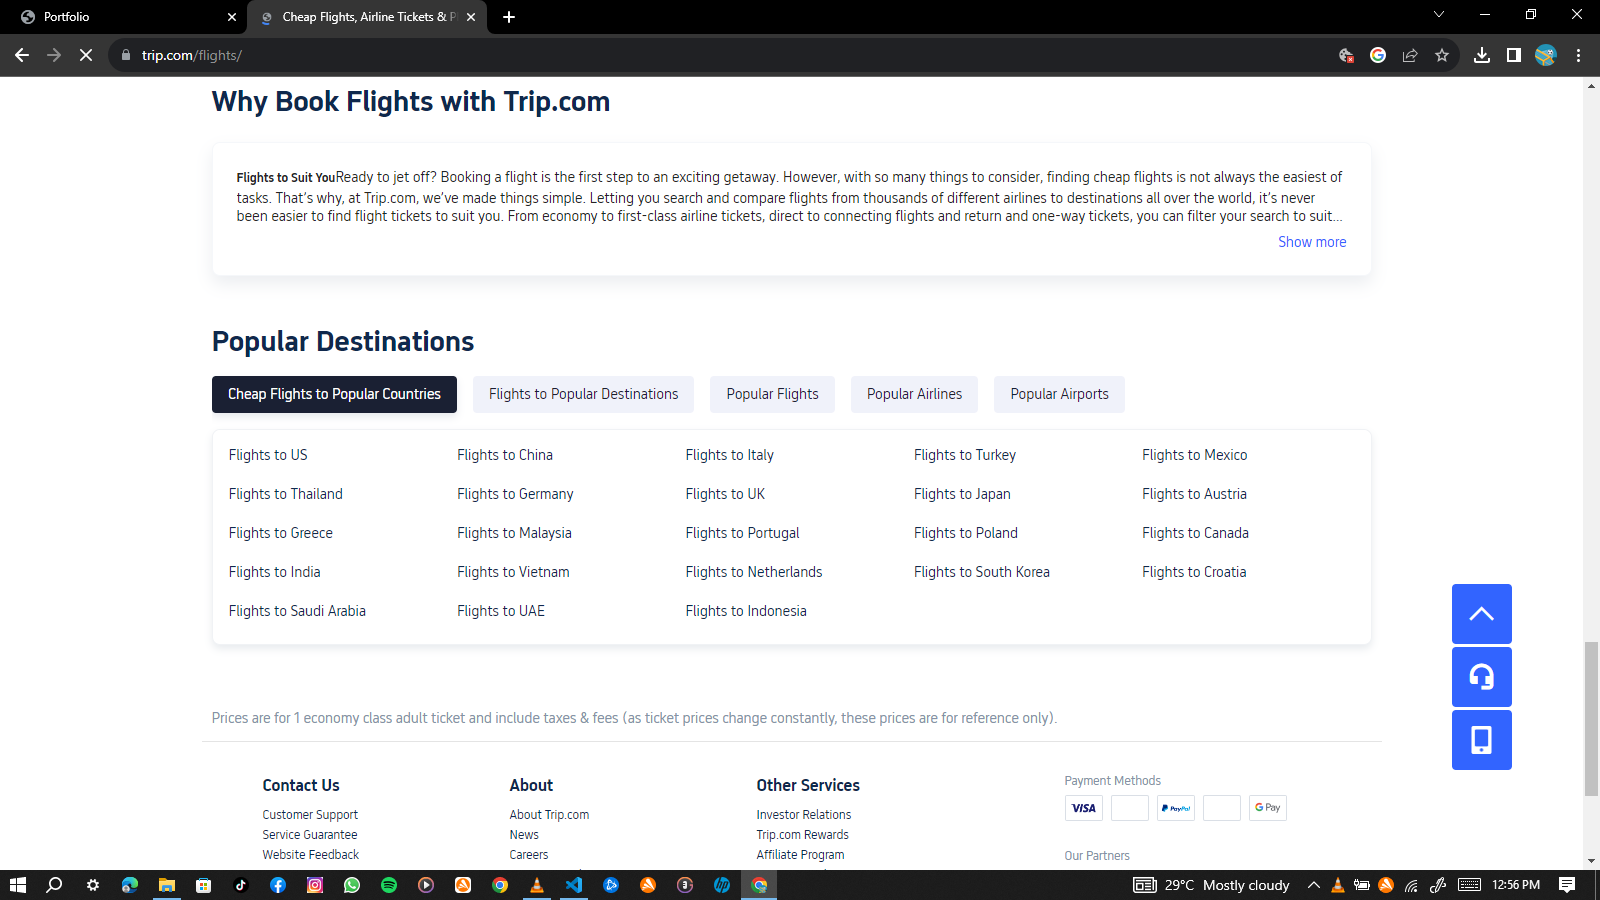 Portfolio
Cheap Flights, Airline Tickets & P
trip.com/flights/
Why Book Flights with Trip.com
Flights to Suit YouReady to jet off? Booking a flight is the first step to an exciting getaway. However, with so many things to consider, finding cheap flights is not always the easiest of
tasks. That's why, at Trip.com, we've made things simple. Letting you search and compare flights from thousands of different airlines to destinations all over the world, it's never
been easier to find flight tickets to suit you. From economy to first-class airline tickets, direct to connecting flights and return and one-way tickets, you can filter your search to suit...
Show more
Popular Destinations
Cheap Flights to Popular Countries Flights to Popular Destinations Popular Flights Popular Airlines Popular Airports
Flights to US Flights to China Flights to Italy Flights to Turkey Flights to Mexico
Flights to Thailand Flights to Germany Flights to UK Flights to Japan Flights to Austria
Flights to Greece Flights to Malaysia Flights to Portugal Flights to Poland Flights to Canada
Flights to India Flights to Vietnam Flights to Netherlands Flights to South Korea Flights to Croatia
Flights to Saudi Arabia Flights to UAE Flights to Indonesia
Prices are for 1 economy class adult ticket and include taxes & fees (as ticket prices change constantly, these prices are for reference only).
Contact Us
Customer Support
Service Guarantee
Website Feedback
About
About Trip.com
News
Careers
Other Services
Investor Relations
Trip.com Rewards
Affiliate Program
Payment Methods
VISA PayPal G Pay
Our Partners
29°C Mostly cloudy 12:56 PM